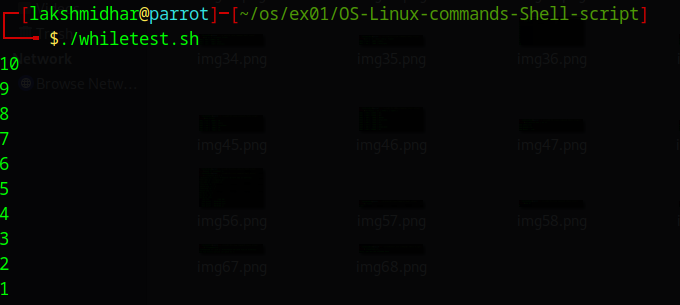 ┌─[lakshmidhar@parrot]─[~/os/ex01/OS-Linux-commands-Shell-script]
└──╼ $./whiletest.sh
10
9
8
7
6
5
4
3
2
1
img34.png
img35.png
img36.png
Network
Browse Netw...
img45.png
img46.png
img47.png
img56.png
img57.png
img58.png
img67.png
img68.png